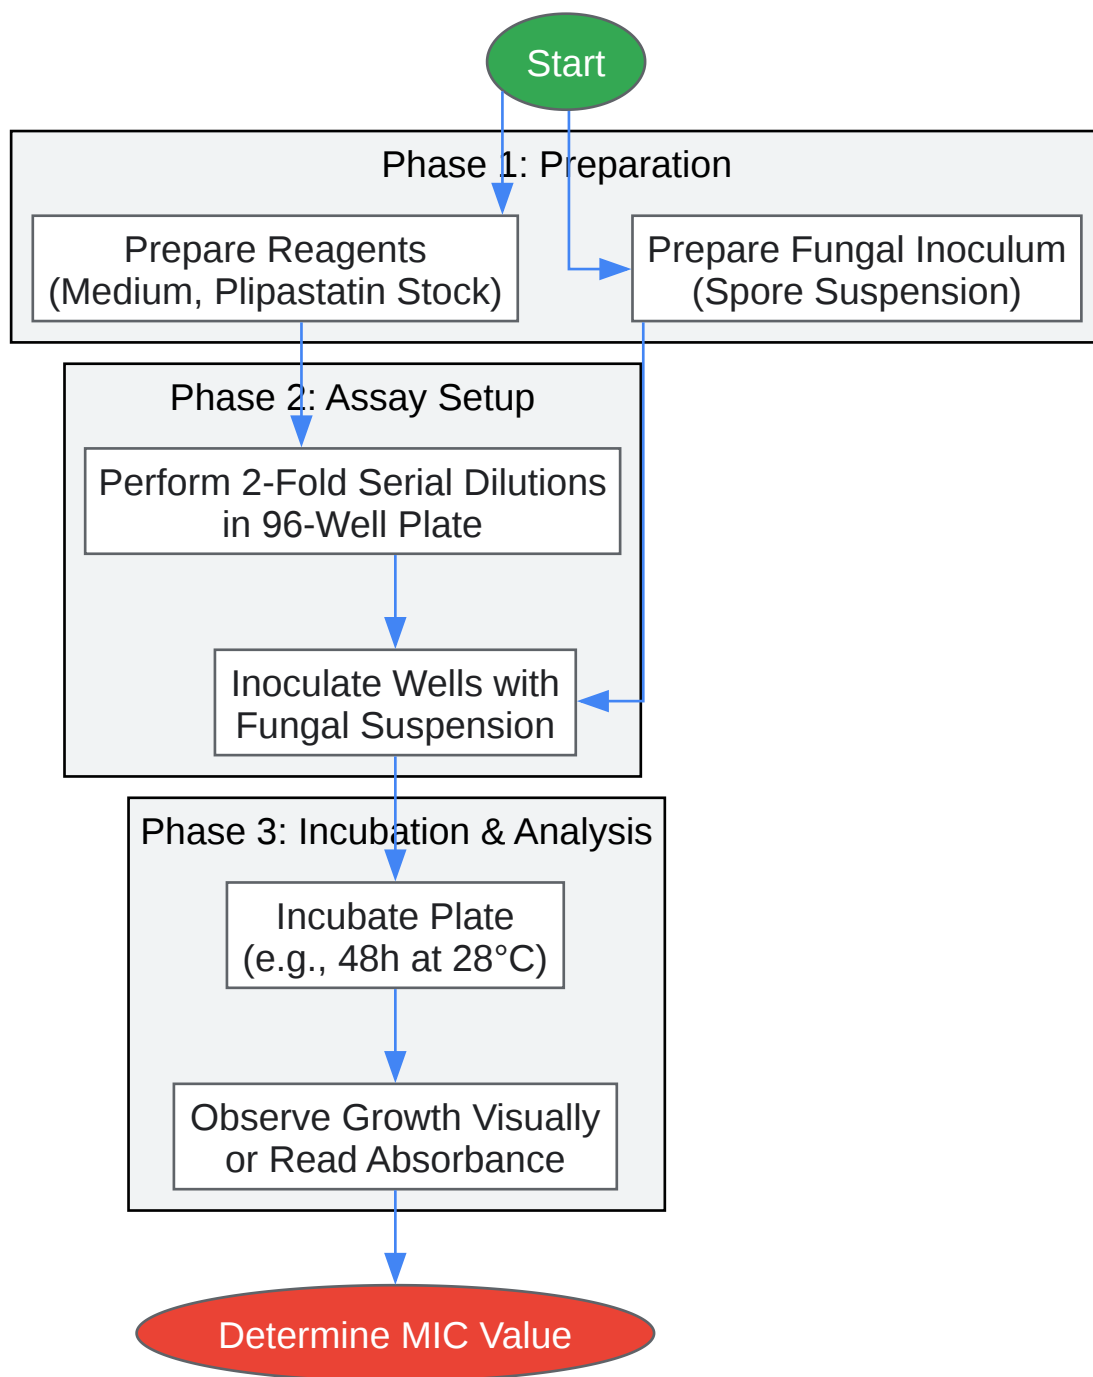 Start
Phase 1: Preparation
Prepare Reagents
(Medium, Plipastatin Stock)
Prepare Fungal Inoculum
(Spore Suspension)
Phase 2: Assay Setup
Perform 2-Fold Serial Dilutions
in 96-Well Plate
Inoculate Wells with
Fungal Suspension
Phase 3: Incubation & Analysis
Incubate Plate
(e.g., 48h at 28°C)
Observe Growth Visually
or Read Absorbance
Determine MIC Value